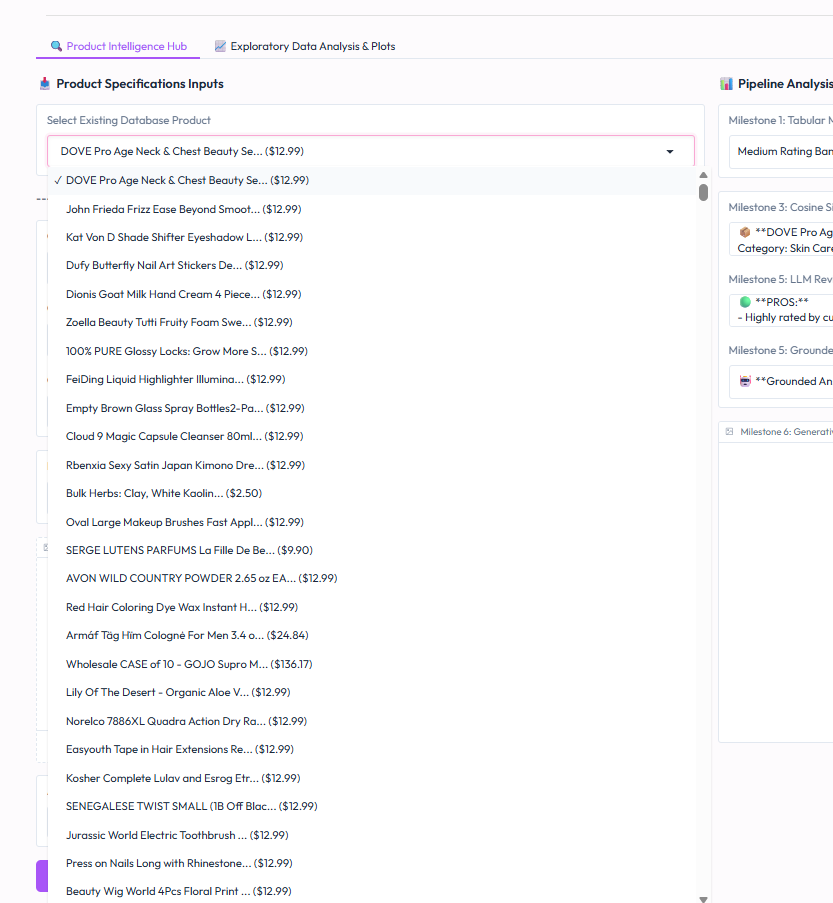 Product Intelligence Hub
Exploratory Data Analysis & Plots
Product Specifications Inputs
Select Existing Database Product
DOVE Pro Age Neck & Chest Beauty Se... ($12.99)
✓ DOVE Pro Age Neck & Chest Beauty Se... ($12.99)
John Frieda Frizz Ease Beyond Smoot... ($12.99)
Kat Von D Shade Shifter Eyeshadow L... ($12.99)
Dufy Butterfly Nail Art Stickers De... ($12.99)
Dionis Goat Milk Hand Cream 4 Piece... ($12.99)
Zoella Beauty Tutti Fruity Foam Swe... ($12.99)
100% PURE Glossy Locks: Grow More S... ($12.99)
FeiDing Liquid Highlighter Illumina... ($12.99)
Empty Brown Glass Spray Bottles2-Pa... ($12.99)
Cloud 9 Magic Capsule Cleanser 80ml... ($12.99)
Rbenxia Sexy Satin Japan Kimono Dre... ($12.99)
Bulk Herbs: Clay, White Kaolin... ($2.50)
Oval Large Makeup Brushes Fast Appl... ($12.99)
SERGE LUTENS PARFUMS La Fille De Be... ($9.90)
AVON WILD COUNTRY POWDER 2.65 oz EA... ($12.99)
Red Hair Coloring Dye Wax Instant H... ($12.99)
Armáf Täg Hïm Cologné For Men 3.4 o... ($24.84)
Wholesale CASE of 10 - GOJO Supro M... ($136.17)
Lily Of The Desert - Organic Aloe V... ($12.99)
Norelco 7886XL Quadra Action Dry Ra... ($12.99)
Easyouth Tape in Hair Extensions Re... ($12.99)
Kosher Complete Lulav and Esrog Etr... ($12.99)
SENEGALESE TWIST SMALL (1B Off Blac... ($12.99)
Jurassic World Electric Toothbrush ... ($12.99)
Press on Nails Long with Rhinestone... ($12.99)
Beauty Wig World 4Pcs Floral Print ... ($12.99)
Pipeline Analysis
Milestone 1: Tabular M
Medium Rating Ban
Milestone 3: Cosine Si
**DOVE Pro Ag
Category: Skin Care
Milestone 5: LLM Rev
**PROS:**
- Highly rated by cu
Milestone 5: Grounde
**Grounded An
Milestone 6: Generativ